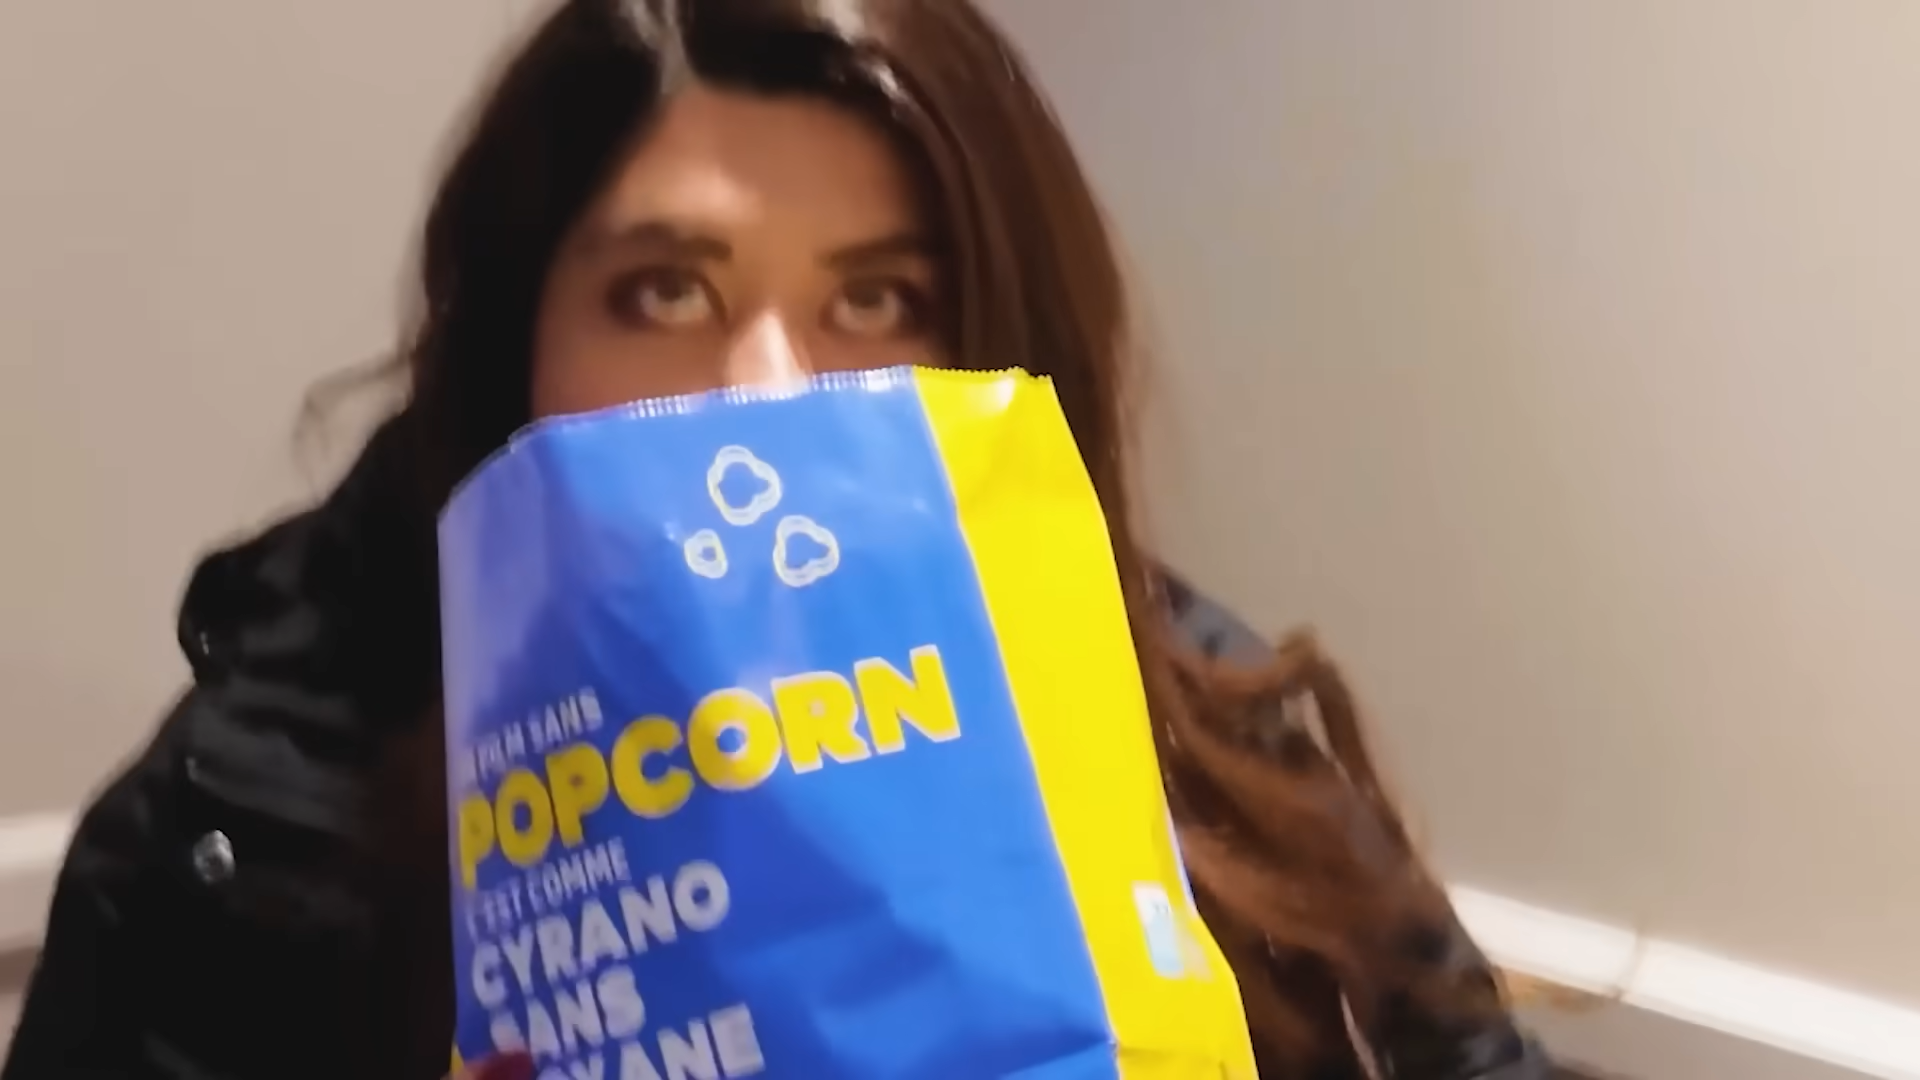 FILM SANS
POPCORN
C'EST COMME
CYRANO
SANS